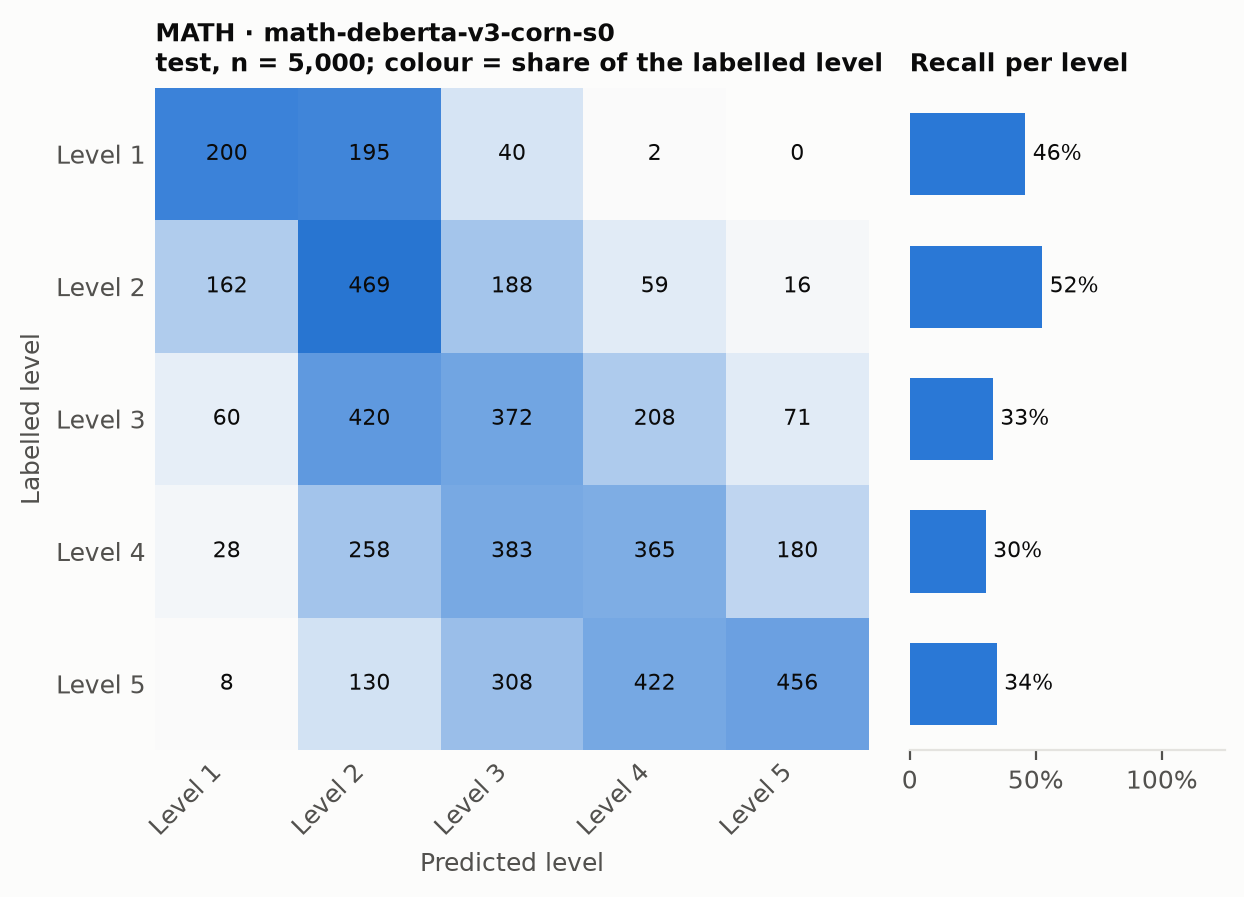 MATH · math-deberta-v3-corn-s0
test, n = 5,000; colour = share of the labelled level
Recall per level
Level 1 200 195 40 2 0 46%
Level 2 162 469 188 59 16 52%
Level 3 60 420 372 208 71 33%
Level 4 28 258 383 365 180 30%
Level 5 8 130 308 422 456 34%
Labelled level
Level 1 Level 2 Level 3 Level 4 Level 5
0 50% 100%
Predicted level